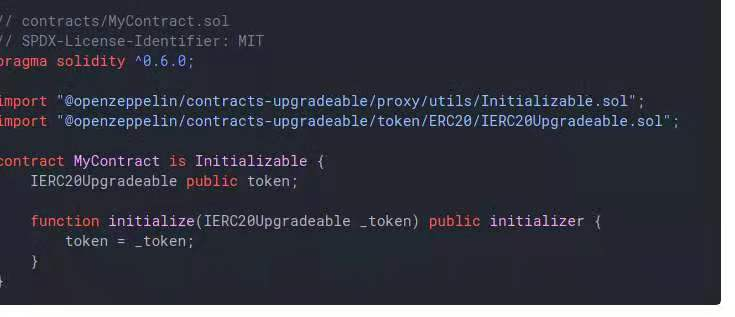 // contracts/MyContract.sol
// SPDX-License-Identifier: MIT
pragma solidity ^0.6.0;
import "@openzeppelin/contracts-upgradeable/proxy/utils/Initializable.sol";
import "@openzeppelin/contracts-upgradeable/token/ERC20/IERC20Upgradeable.sol";
contract MyContract is Initializable {
IERC20Upgradeable public token;
function initialize(IERC20Upgradeable _token) public initializer {
token = _token;
}
}